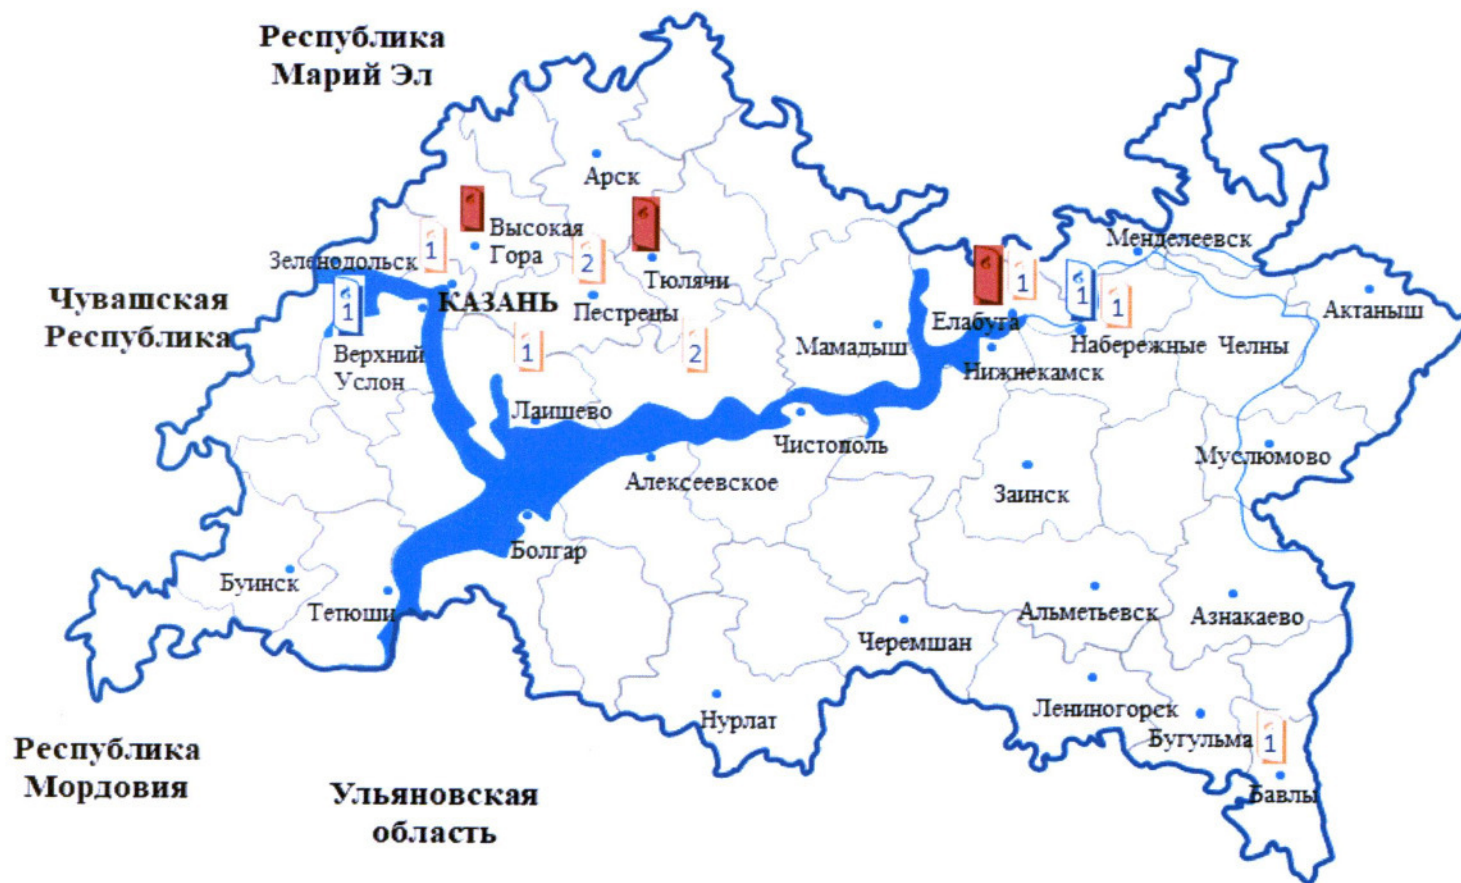 Республика
Марий Эл
Арск
Высокая
Гора
1
2
Тюлячи
Менделеевск
Зеленодольск
1
КАЗАНЬ
Пестрецы
1
1
1
Актаныш
Чувашская
Республика
Елабуга
Набережные Челны
Мамадыш
Нижнекамск
Верхний
Услон
1
2
Лаишево
Чистополь
Муслюмово
Алексеевское
Заинск
Болгар
Буинск
Тетюши
Альметьевск
Азнакаево
Черемшан
Нурлат
Лениногорск
Бугульма
1
Бавлы
Республика
Мордовия
Ульяновская
область